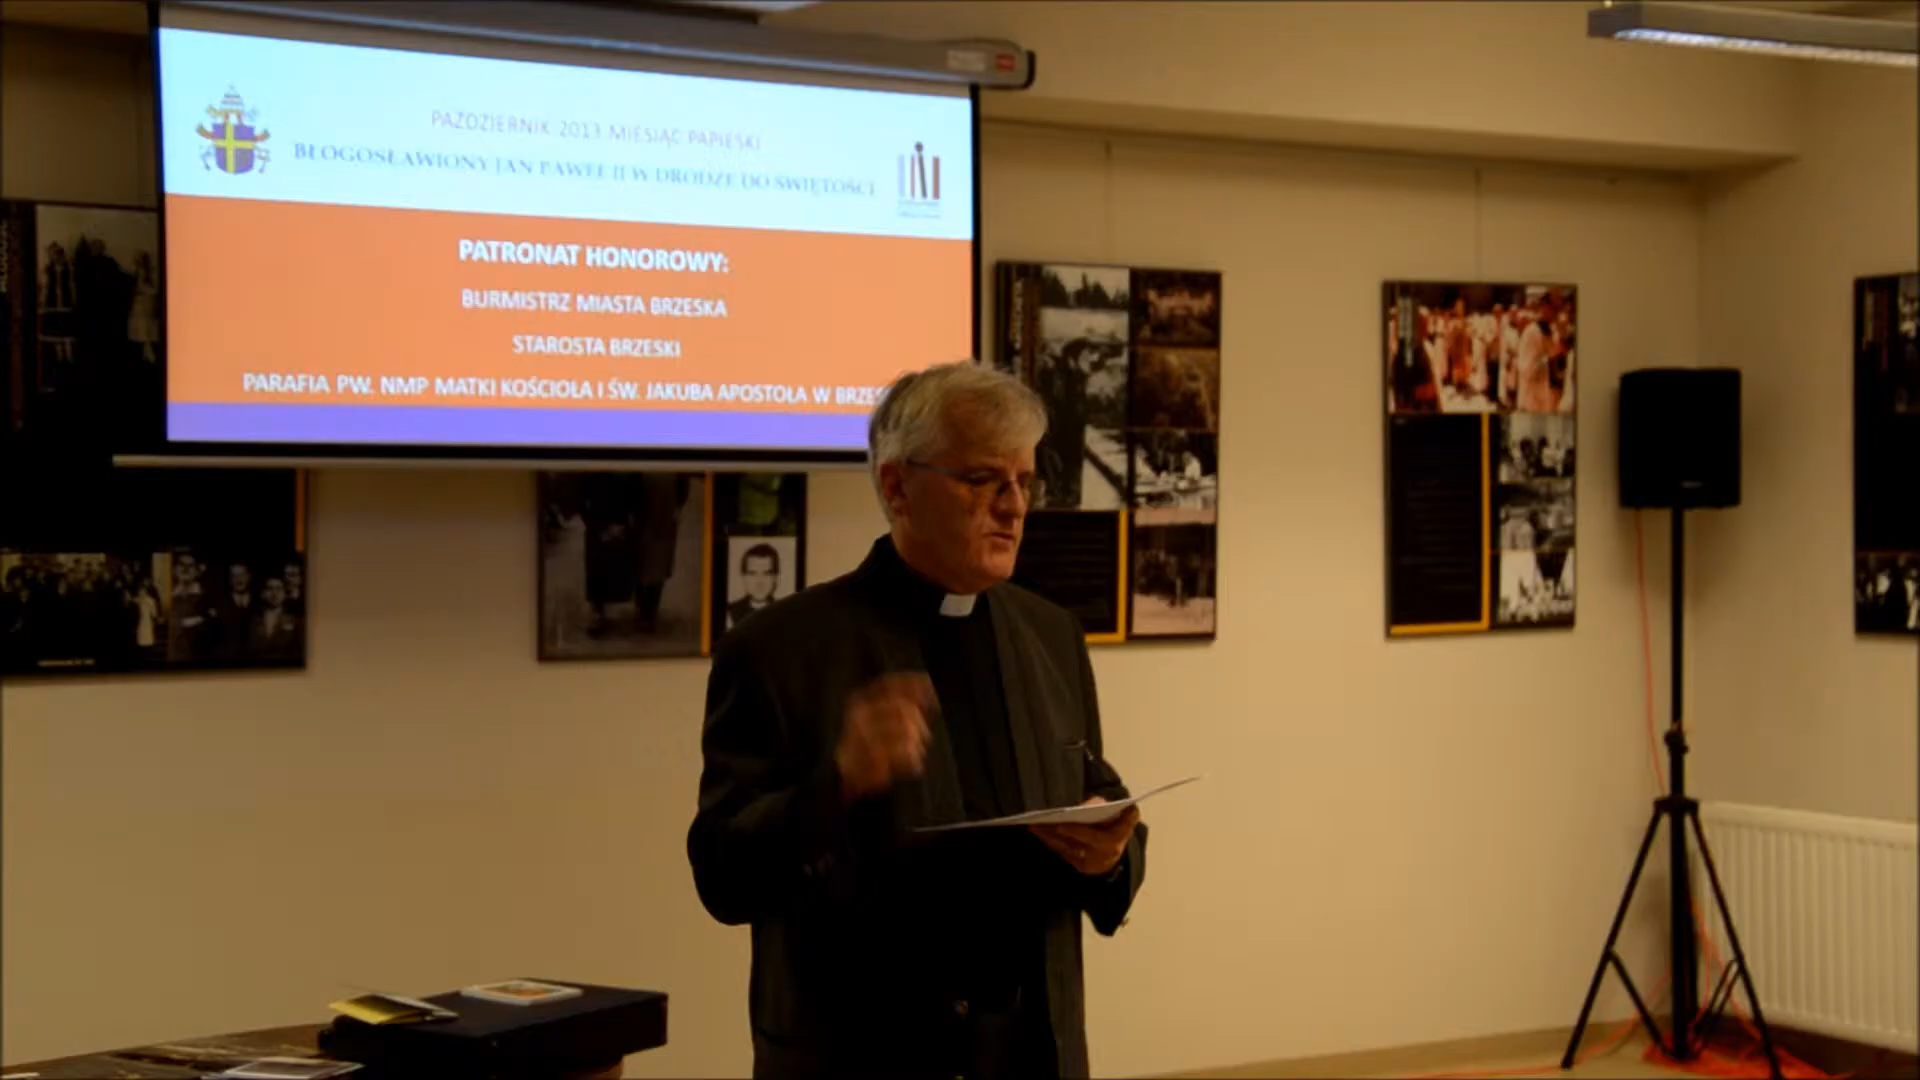 PAŹDZIERNIK 2013 MIESIĄC PAPIESKI
BŁOGOSŁAWIONY JAN PAWEŁ II W DRODZE DO ŚWIĘTOŚCI
PATRONAT HONOROWY:
BURMISTRZ MIASTA BRZESKA
STAROSTA BRZESKI
PARAFIA PW. NMP MATKI KOŚCIOŁA I ŚW. JAKUBA APOSTOŁA W BRZES